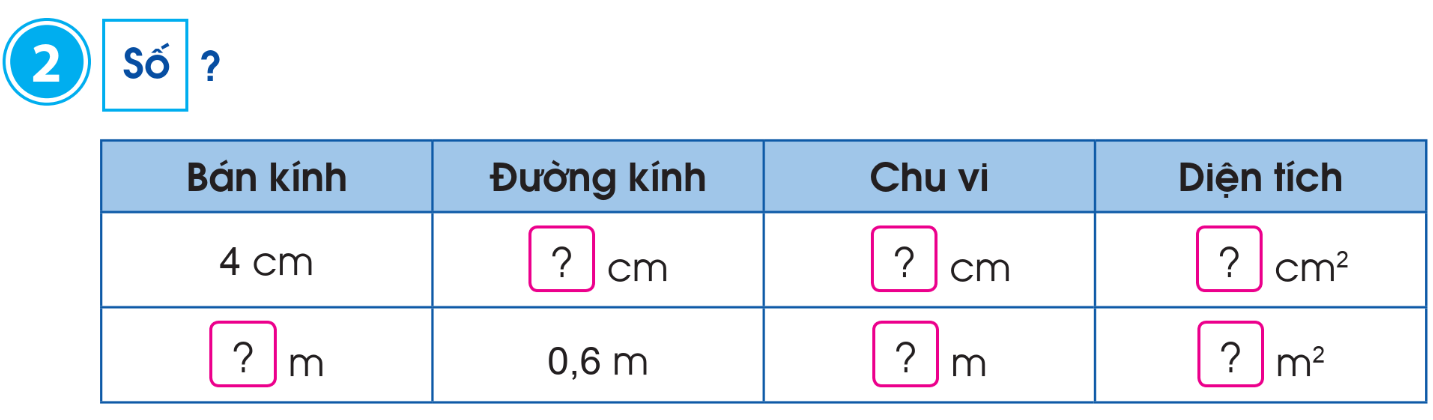 2 Số ?
Bán kính Đường kính Chu vi Diện tích
4 cm ? cm ? cm ? cm²
? m 0,6 m ? m ? m²